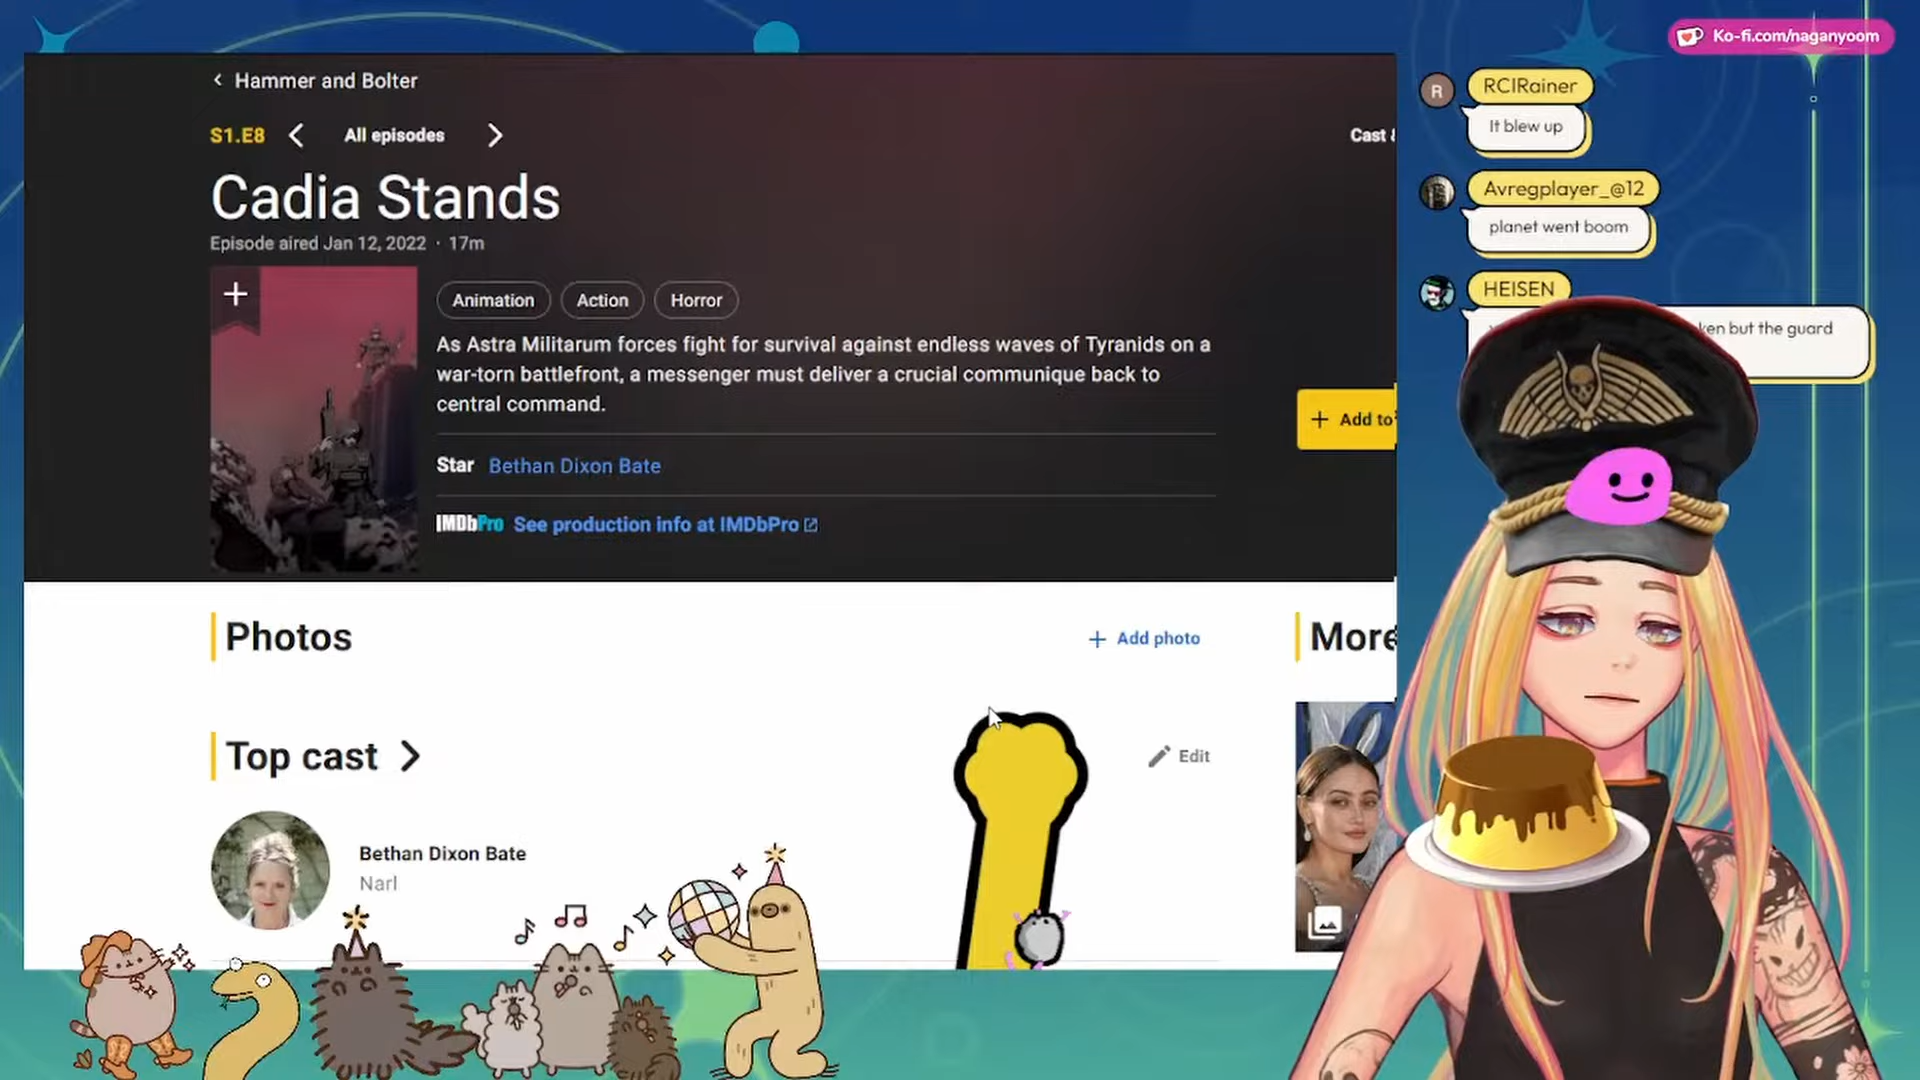 Ko-fi.com/naganyoom
Hammer and Bolter
S1.E8
All episodes
Cast &
Cadia Stands
Episode aired Jan 12, 2022 · 17m
Animation
Action
Horror
As Astra Militarum forces fight for survival against endless waves of Tyranids on a
war-torn battlefront, a messenger must deliver a crucial communique back to
central command.
+ Add to
Star Bethan Dixon Bate
IMDbPro See production info at IMDbPro
Photos
+ Add photo
More
Top cast
Edit
Bethan Dixon Bate
Narl
R
RCIRainer
It blew up
Avregplayer_@12
planet went boom
HEISEN
but the guard